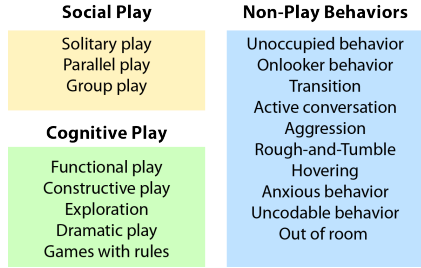 Social Play
Solitary play
Parallel play
Group play
Cognitive Play
Functional play
Constructive play
Exploration
Dramatic play
Games with rules
Non-Play Behaviors
Unoccupied behavior
Onlooker behavior
Transition
Active conversation
Aggression
Rough-and-Tumble
Hovering
Anxious behavior
Uncodable behavior
Out of room